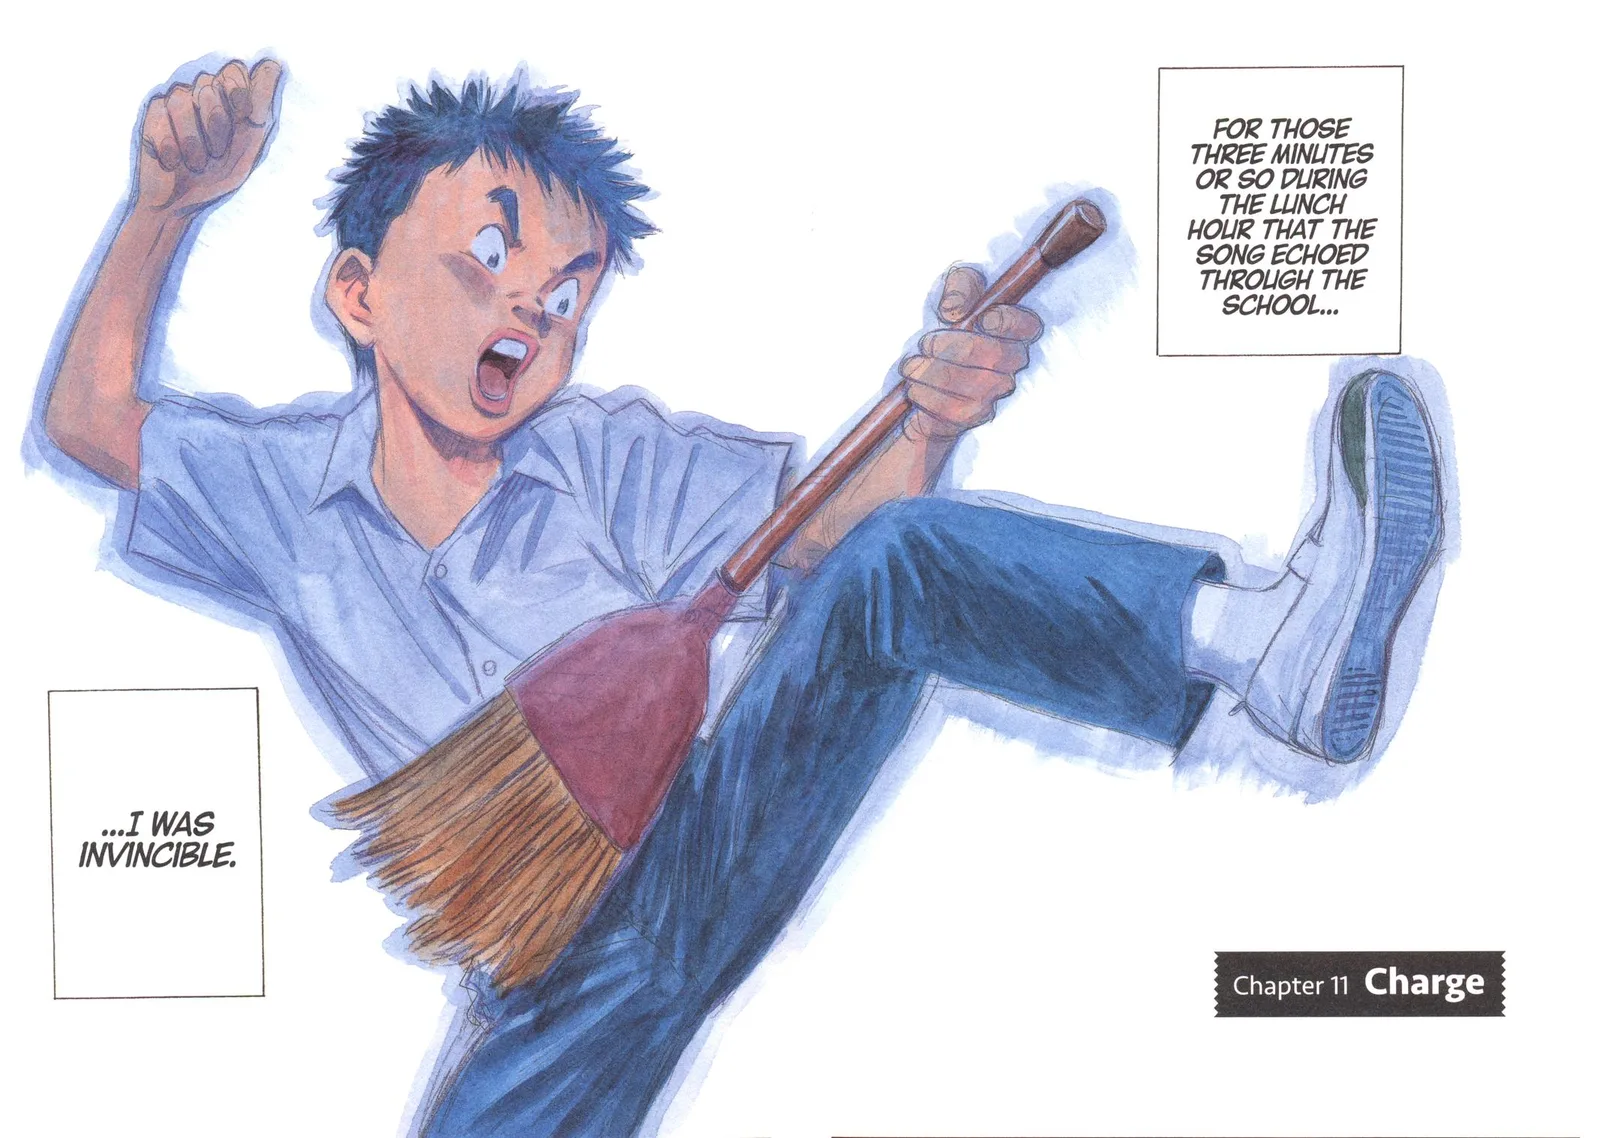 FOR THOSE
THREE MINUTES
OR SO DURING
THE LUNCH
HOUR THAT THE
SONG ECHOED
THROUGH THE
SCHOOL...
...I WAS
INVINCIBLE.
Chapter 11 Charge